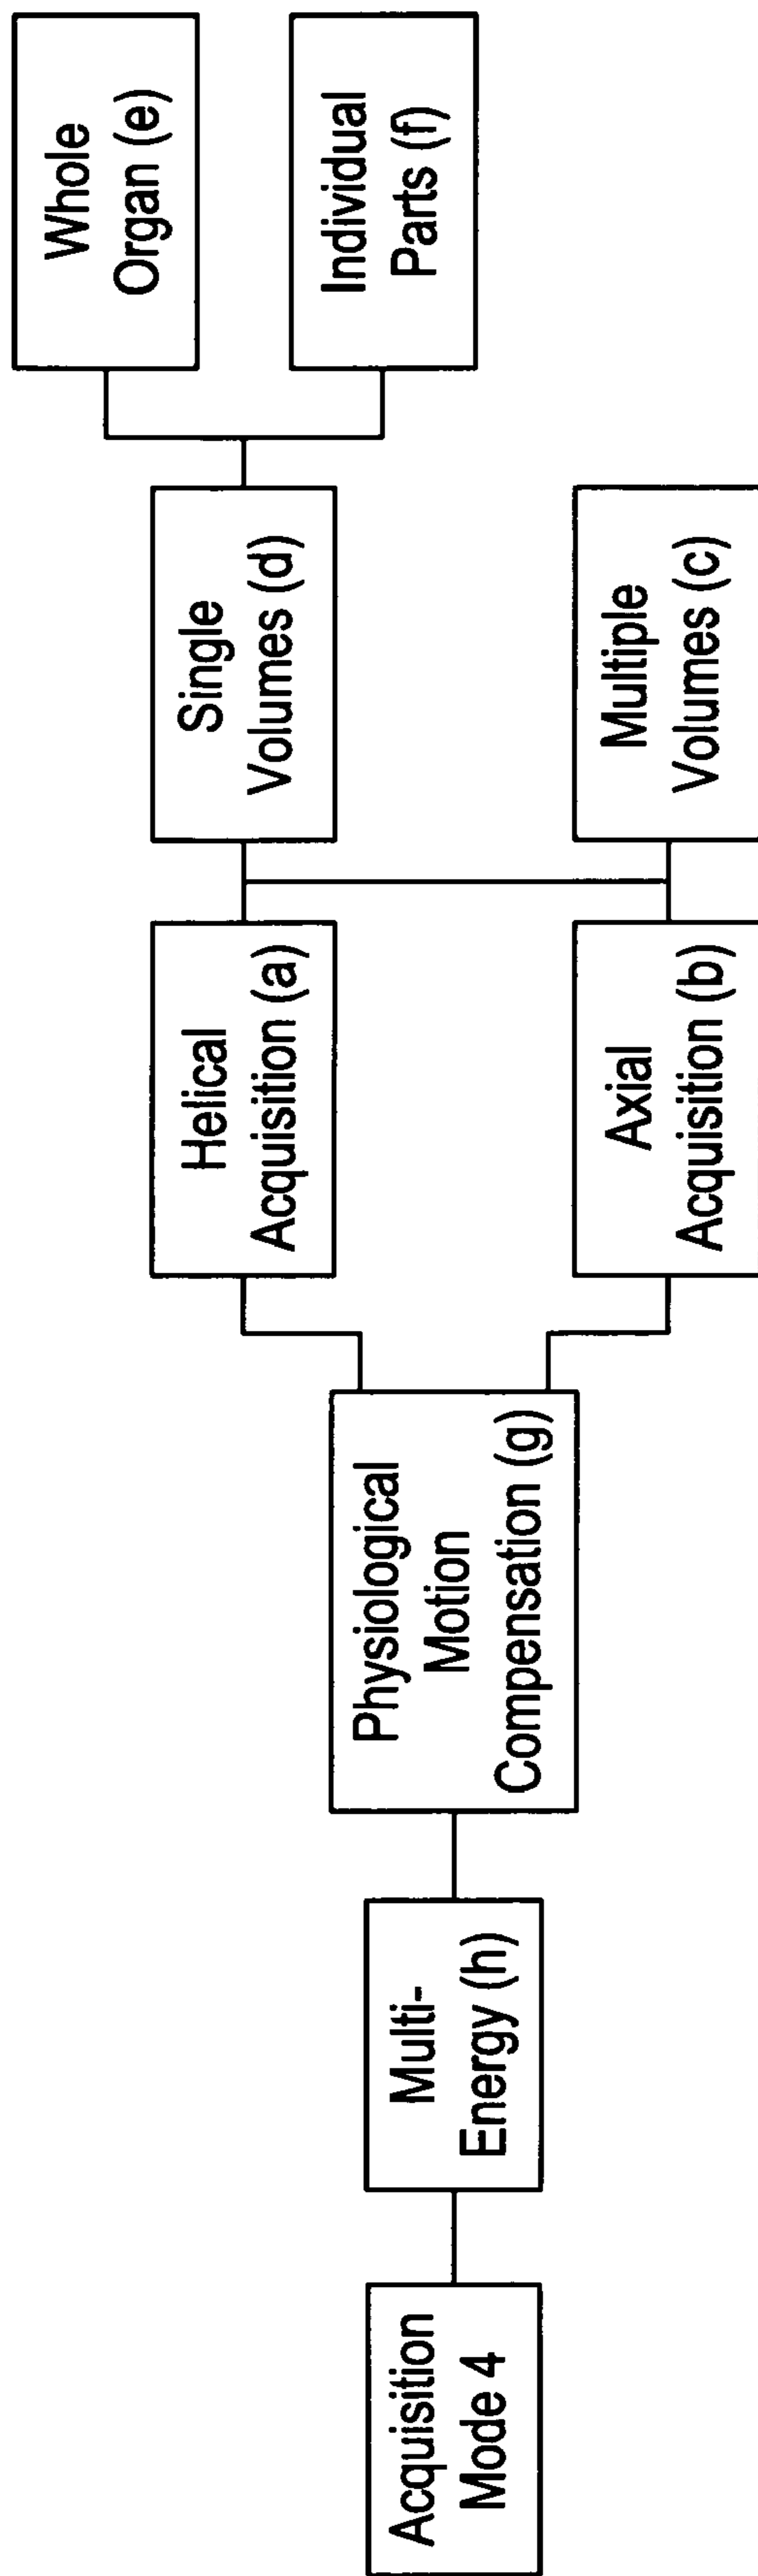 Acquisition
Mode 4
Multi-
Energy (h)
Physiological
Motion
Compensation (g)
Helical
Acquisition (a)
Axial
Acquisition (b)
Single
Volumes (d)
Multiple
Volumes (c)
Whole
Organ (e)
Individual
Parts (f)